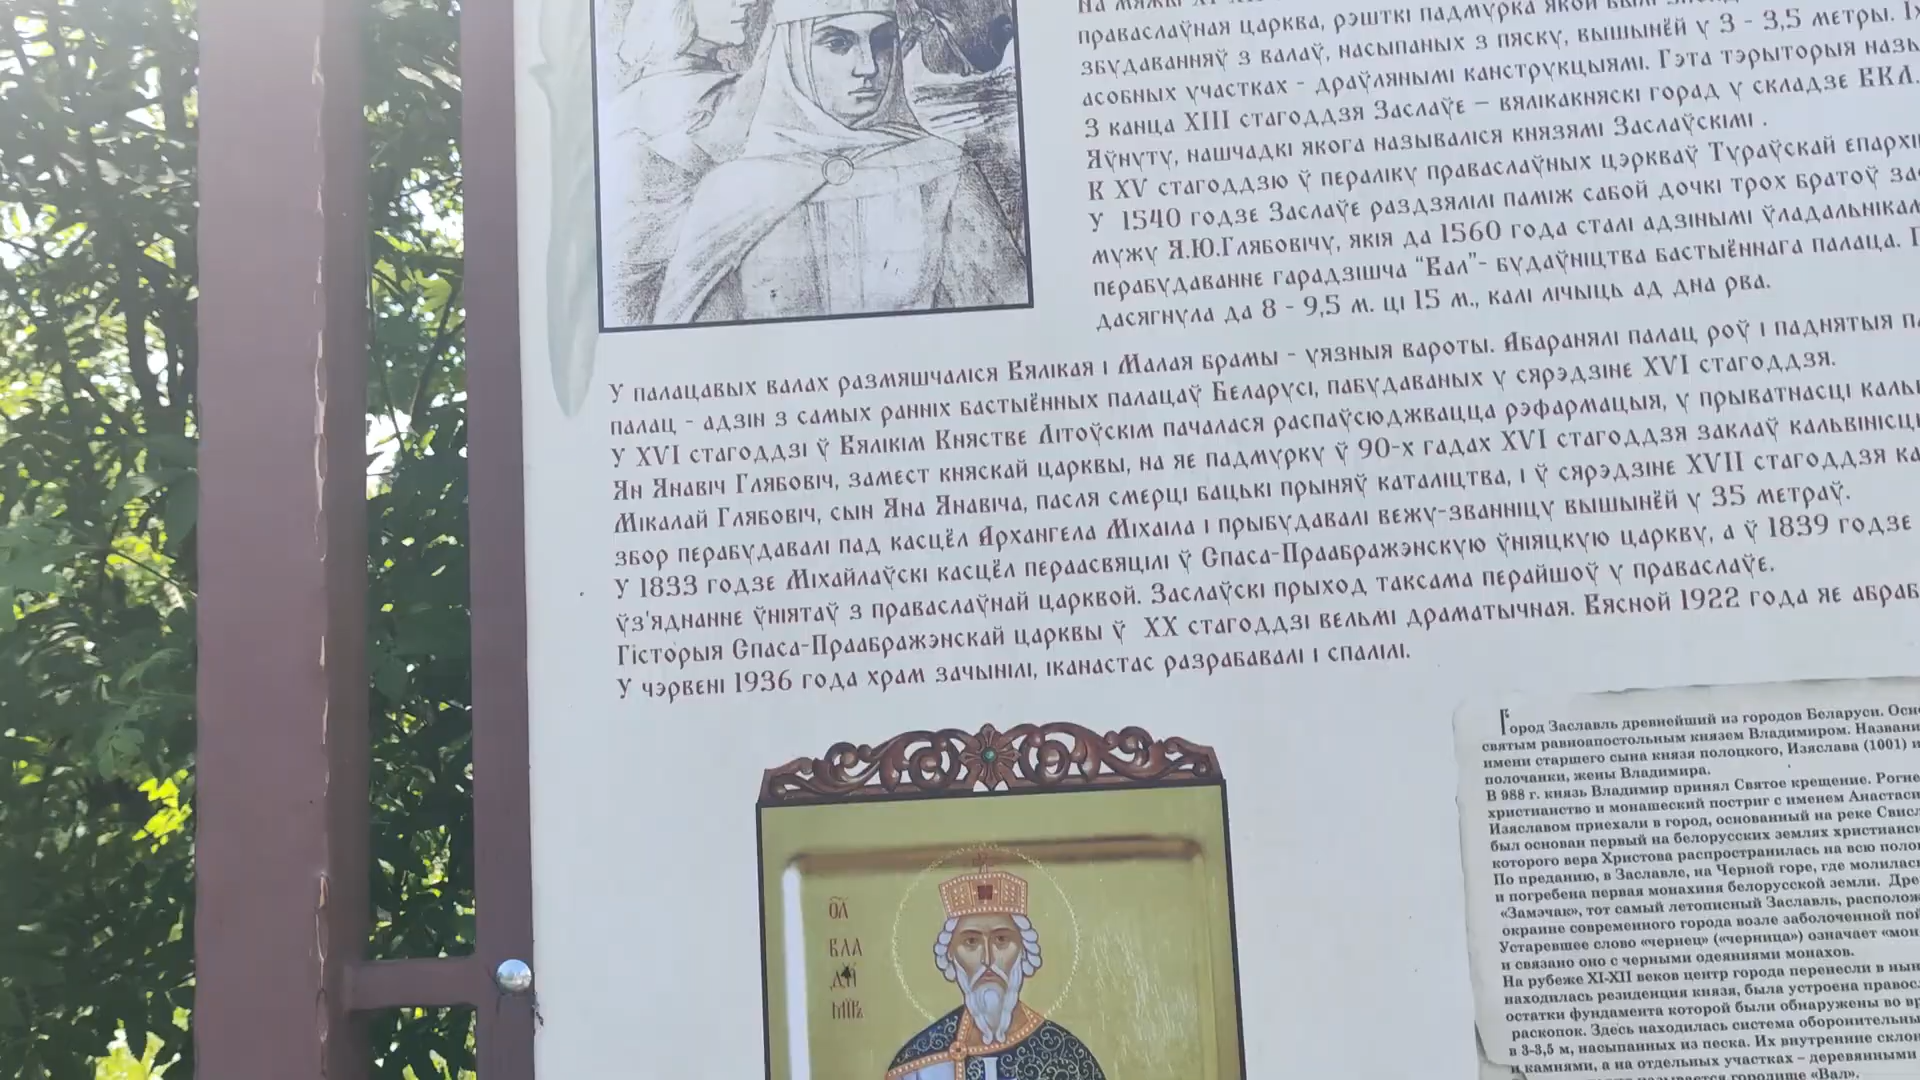 праваслаўная царква, рэшткі падмурка якой былі
збудаванняў з валаў, насыпаных з пяску, вышынёй у 3 - 3,5 метры.
асобных участках - драўлянымі канструкцыямі. Гэта тэрыторыя
З канца XIII стагоддзя Заслаўе – вялікакняскі горад у складзе ВКЛ.
Яўнуту, нашчадкі якога называліся князямі Заслаўскімі .
К XV стагоддзю ў пераліку праваслаўных цэркваў Тураўскай епархіі
У 1540 годзе Заслаўе раздзялілі паміж сабой дочкі трох братоў
мужу Я.Ю.Глябовічу, якія да 1560 года сталі адзінымі ўладальнікамі
перабудаванне гарадзішча “Вал”- будаўніцтва бастыённага палаца.
дасягнула да 8 - 9,5 м. ці 15 м., калі лічыць ад дна рва.
У палацавых валах размяшчаліся Вялікая і Малая брамы - уязныя вароты. Абаранялі палац роў і паднятыя
палац - адзін з самых ранніх бастыённых палацаў Беларусі, пабудаваных у сярэдзіне XVI стагоддзя.
У XVI стагоддзі ў Вялікім Княстве Літоўскім пачалася распаўсюджвацца рэфармацыя, у прыватнасці
Ян Янавіч Глябовіч, замест княскай царквы, на яе падмурку ў 90-х гадах XVI стагоддзя заклаў кальвінісцкі
Мікалай Глябовіч, сын Яна Янавіча, пасля смерці бацькі прыняў каталіцтва, і ў сярэдзіне XVII стагоддзя
збор перабудавалі пад касцёл Архангела Міхаіла і прыбудавалі вежу-званніцу вышынёй у 35 метраў.
У 1833 годзе Міхайлаўскі касцёл пераасвяцілі ў Спаса-Праабражэнскую ўніяцкую царкву, а ў 1839 годзе
ўз'яднанне ўніятаў з праваслаўнай царквой. Заслаўскі прыход таксама перайшоў у праваслаўе.
Гісторыя Спаса-Праабражэнскай царквы ў XX стагоддзі вельмі драматычная. Вясной 1922 года яе
У чэрвені 1936 года храм зачынілі, іканастас разрабавалі і спалілі.
ВЛА
ДИ
МІРЪ
Город Заславль древнейший из городов Беларуси.
святым равноапостольным князем Владимиром.
имени старшего сына князя полоцкого, Изяслава (1001) и
полочанки, жены Владимира.
В 988 г. князь Владимир принял Святое крещение.
христианство и монашеский постриг с именем
Изяславом приехали в город, основанный на реке
был основан первый на белорусских землях
которого вера Христова распространилась на всю
По преданию, в Заславле, на Черной горе, где
и погребена первая монахиня белорусской земли.
«Замачак», тот самый летописный Заславль,
окраине современного города возле заболоченной
Устаревшее слово «чернец» («черница») означает
и связано оно с черными одеяниями монахов.
На рубеже XI-XII веков центр города перенесли в
находилась резиденция князя, была устроена
остатки фундамента которой были обнаружены во
раскопок. Здесь находилась система
в 3-3,5 м, насыпанных из песка. Их внутренние
и камнями, а на отдельных участках – деревянными
называется городище «Вал».